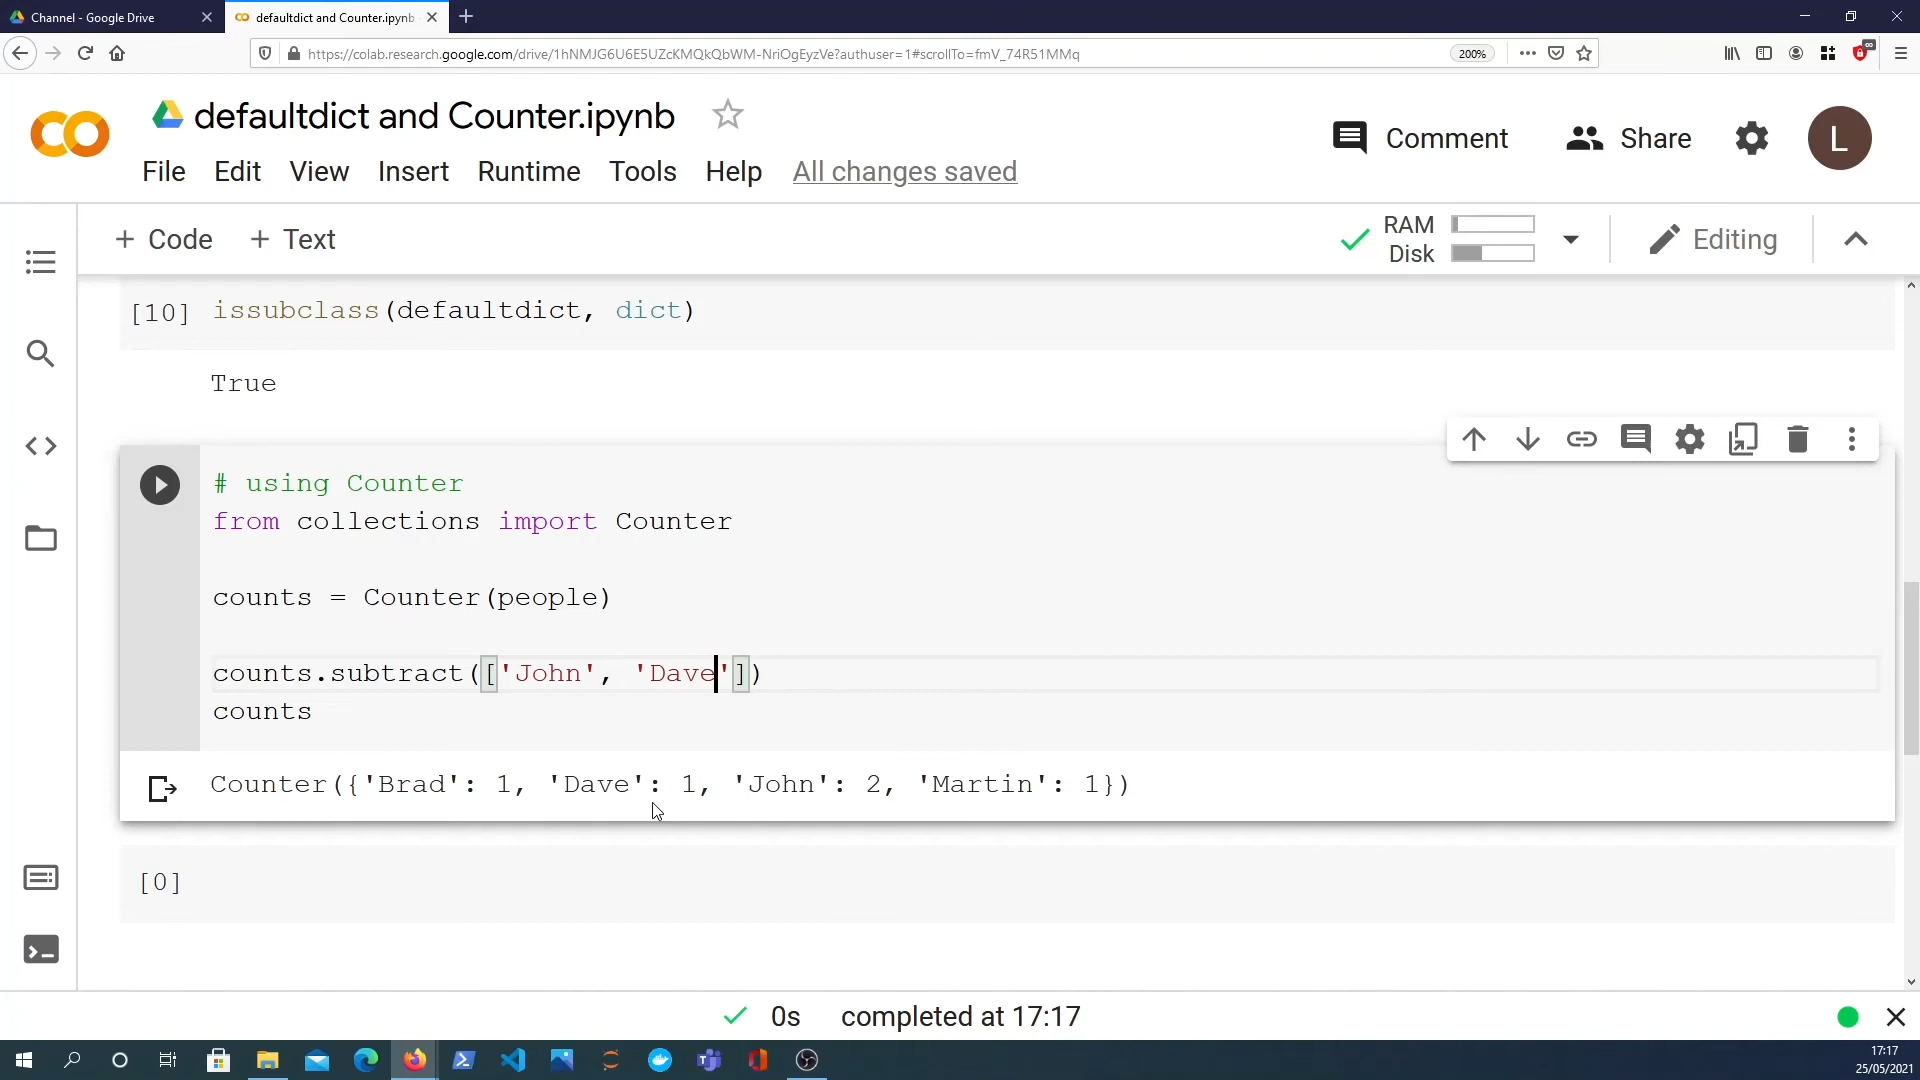 Channel - Google Drive
defaultdict and Counter.ipynb
https://colab.research.google.com/drive/1hNMJG6U6E5UZcKMQkQbWM-NriOgEyzVe?authuser=1#scrollTo=fmV_74R51MMq
200%
defaultdict and Counter.ipynb
Comment
Share
L
File Edit View Insert Runtime Tools Help All changes saved
+ Code + Text
RAM
Disk
Editing
[10] issubclass(defaultdict, dict)
True
# using Counter
from collections import Counter
counts = Counter(people)
counts.subtract(['John', 'Dave'])
counts
Counter({'Brad': 1, 'Dave': 1, 'John': 2, 'Martin': 1})
[0]
0s completed at 17:17
17:17
25/05/2021